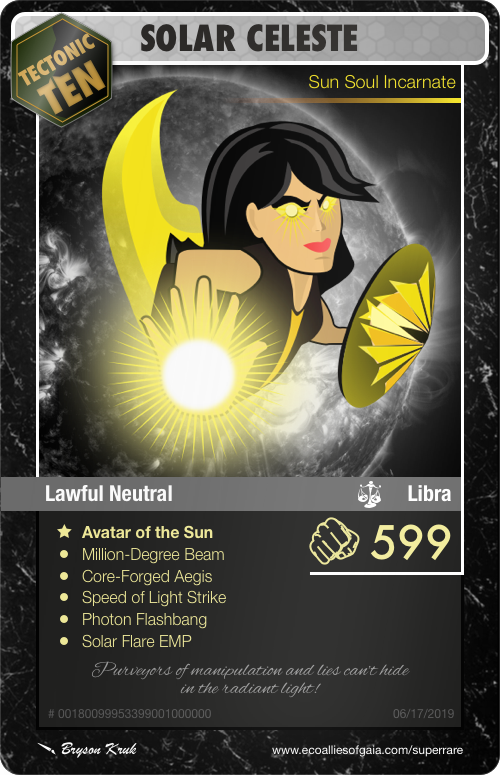 SOLAR CELESTE
TECTONIC
TEN
Sun Soul Incarnate
Lawful Neutral
Libra
599
Avatar of the Sun
Million-Degree Beam
Core-Forged Aegis
Speed of Light Strike
Photon Flashbang
Solar Flare EMP
Purveyors of manipulation and lies can't hide
in the radiant light!
# 00180099953399001000000
06/17/2019
Bryson Kruk
www.ecoalliesofgaia.com/superrare